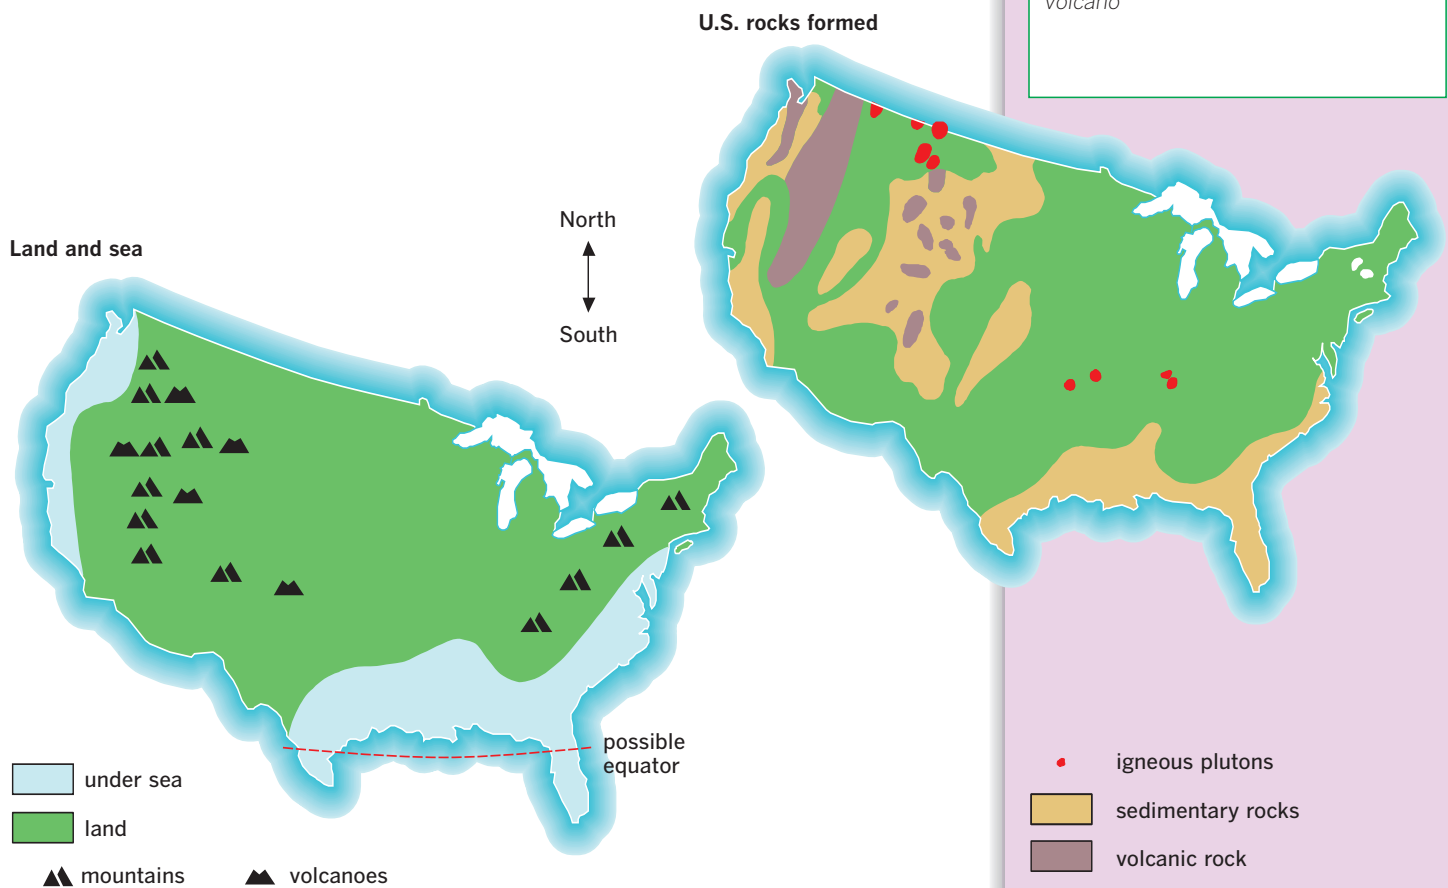 volcano
U.S. rocks formed
North
South
Land and sea
possible
equator
under sea
land
mountains
volcanoes
igneous plutons
sedimentary rocks
volcanic rock